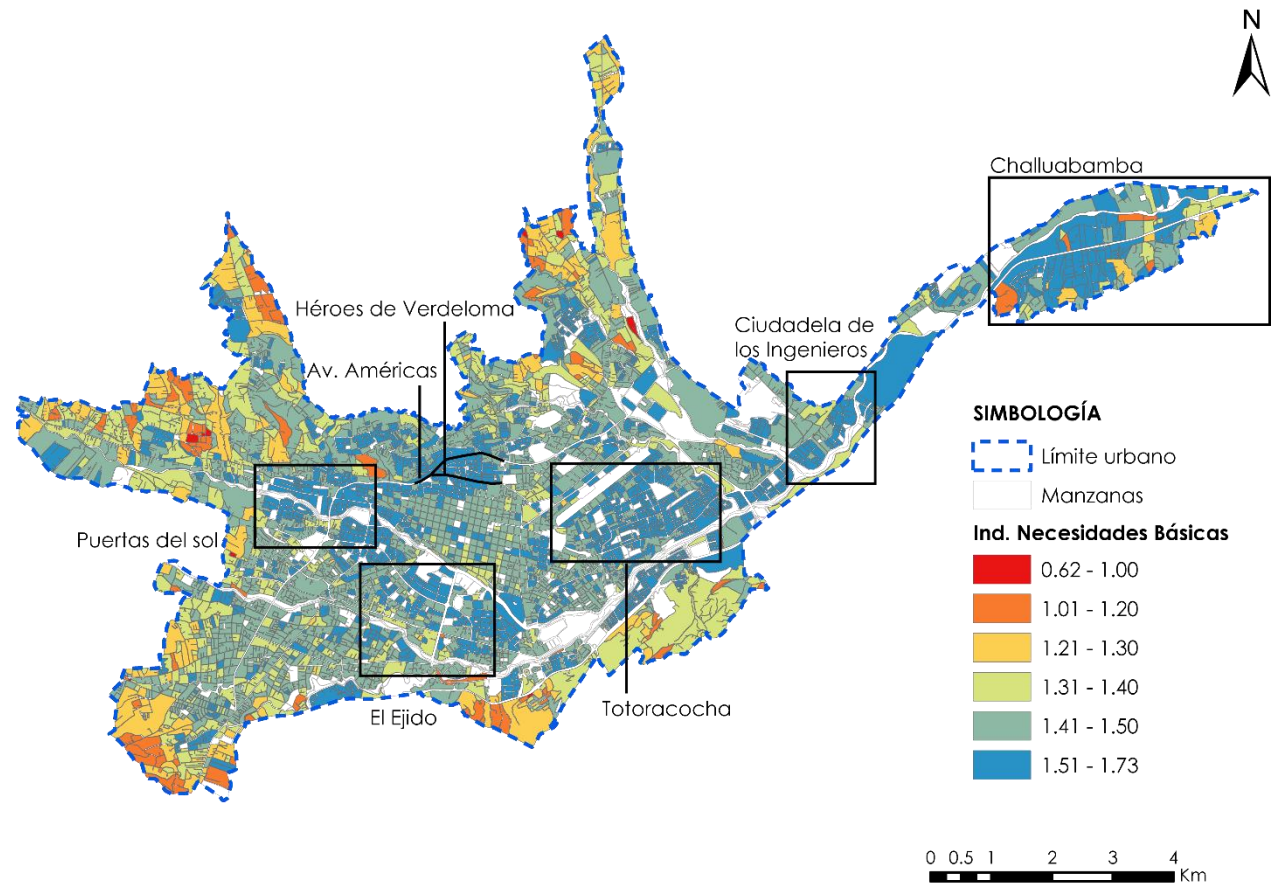 N
Challuabamba
Héroes de Verdeloma
Ciudadela de
los Ingenieros
Av. Américas
SIMBOLOGÍA
Límite urbano
Manzanas
Ind. Necesidades Básicas
0.62 - 1.00
1.01 - 1.20
1.21 - 1.30
1.31 - 1.40
1.41 - 1.50
1.51 - 1.73
Puertas del sol
El Ejido
Totoracocha
0 0.5 1 2 3 4
Km